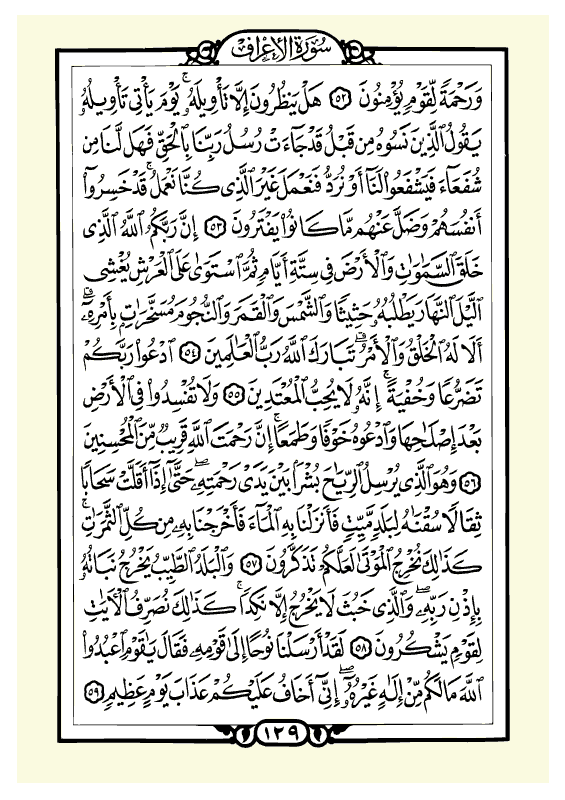 سُورَةُ الأَعْرَاف
وَرَحْمَةً لِّقَوْمٍ يُؤْمِنُونَ ٥٢ هَلْ يَنظُرُونَ إِلَّا تَأْوِيلَهُۥ ۚ يَوْمَ يَأْتِى تَأْوِيلُهُۥ
يَقُولُ ٱلَّذِينَ نَسُوهُ مِن قَبْلُ قَدْ جَآءَتْ رُسُلُ رَبِّنَا بِٱلْحَقِّ فَهَل لَّنَا مِن
شُفَعَآءَ فَيَشْفَعُوا۟ لَنَآ أَوْ نُرَدُّ فَنَعْمَلَ غَيْرَ ٱلَّذِى كُنَّا نَعْمَلُ ۚ قَدْ خَسِرُوٓا۟
أَنفُسَهُمْ وَضَلَّ عَنْهُم مَّا كَانُوا۟ يَفْتَرُونَ ٥٣ إِنَّ رَبَّكُمُ ٱللَّهُ ٱلَّذِى
خَلَقَ ٱلسَّمَٰوَٰتِ وَٱلْأَرْضَ فِى سِتَّةِ أَيَّامٍ ثُمَّ ٱسْتَوَىٰ عَلَى ٱلْعَرْشِ يُغْشِى
ٱلَّيْلَ ٱلنَّهَارَ يَطْلُبُهُۥ حَثِيثًا وَٱلشَّمْسَ وَٱلْقَمَرَ وَٱلنُّجُومَ مُسَخَّرَٰتٍۭ بِأَمْرِهِۦٓ ۗ
أَلَا لَهُ ٱلْخَلْقُ وَٱلْأَمْرُ ۗ تَبَارَكَ ٱللَّهُ رَبُّ ٱلْعَٰلَمِينَ ٥٤ ٱدْعُوا۟ رَبَّكُمْ
تَضَرُّعًا وَخُفْيَةً ۚ إِنَّهُۥ لَا يُحِبُّ ٱلْمُعْتَدِينَ ٥٥ وَلَا تُفْسِدُوا۟ فِى ٱلْأَرْضِ
بَعْدَ إِصْلَٰحِهَا وَٱدْعُوهُ خَوْفًا وَطَمَعًا ۚ إِنَّ رَحْمَتَ ٱللَّهِ قَرِيبٌ مِّنَ ٱلْمُحْسِنِينَ
٥٦ وَهُوَ ٱلَّذِى يُرْسِلُ ٱلرِّيَٰحَ بُشْرًۢا بَيْنَ يَدَىْ رَحْمَتِهِۦ ۖ حَتَّىٰٓ إِذَآ أَقَلَّتْ سَحَابًا
ثِقَالًا سُقْنَٰهُ لِبَلَدٍ مَّيِّتٍ فَأَنزَلْنَا بِهِ ٱلْمَآءَ فَأَخْرَجْنَا بِهِۦ مِن كُلِّ ٱلثَّمَرَٰتِ ۚ
كَذَٰلِكَ نُخْرِجُ ٱلْمَوْتَىٰ لَعَلَّكُمْ تَذَكَّرُونَ ٥٧ وَٱلْبَلَدُ ٱلطَّيِّبُ يَخْرُجُ نَبَاتُهُۥ
بِإِذْنِ رَبِّهِۦ ۖ وَٱلَّذِى خَبُثَ لَا يَخْرُجُ إِلَّا نَكِدًا ۚ كَذَٰلِكَ نُصَرِّفُ ٱلْءَايَٰتِ
لِقَوْمٍ يَشْكُرُونَ ٥٨ لَقَدْ أَرْسَلْنَا نُوحًا إِلَىٰ قَوْمِهِۦ فَقَالَ يَٰقَوْمِ ٱعْبُدُوا۟
ٱللَّهَ مَا لَكُم مِّنْ إِلَٰهٍ غَيْرُهُۥٓ ۖ إِنِّىٓ أَخَافُ عَلَيْكُمْ عَذَابَ يَوْمٍ عَظِيمٍ ٥٩
١٢٩